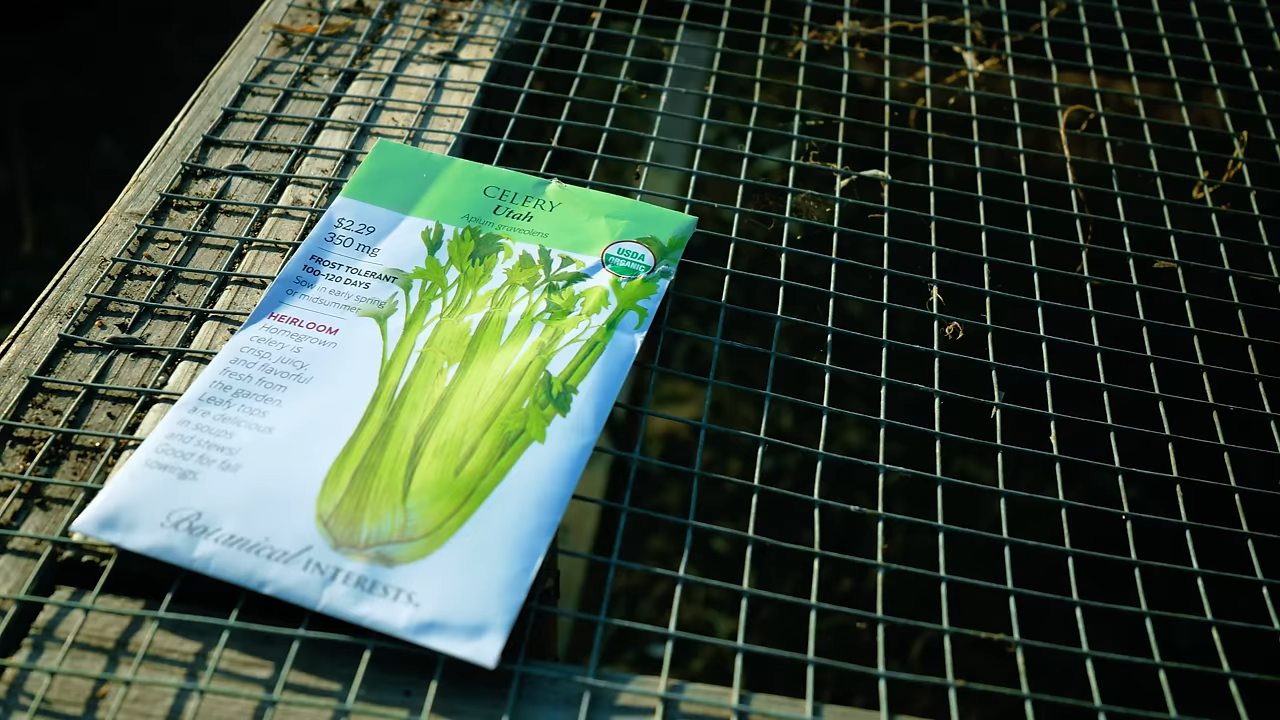 CELERY
Utah
Apium graveolens
$2.29
350 mg
USDA
ORGANIC
FROST TOLERANT
100-120 DAYS
Sow in early spring
or midsummer
HEIRLOOM
Homegrown
celery is
crisp, juicy,
and flavorful
fresh from
the garden.
Leafy tops
are delicious
in soups
and stews!
Good for fall
sowings.
Botanical INTERESTS.